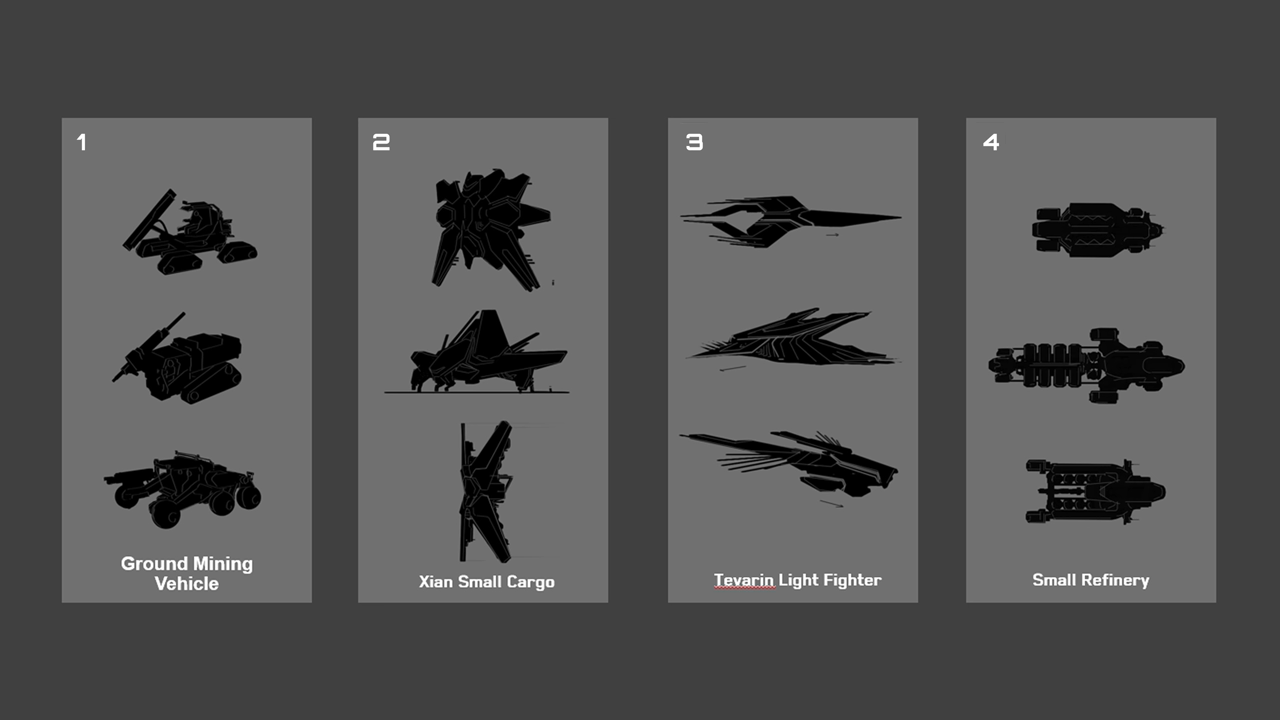 1
2
3
4
Ground Mining
Vehicle
Xian Small Cargo
Tevarin Light Fighter
Small Refinery